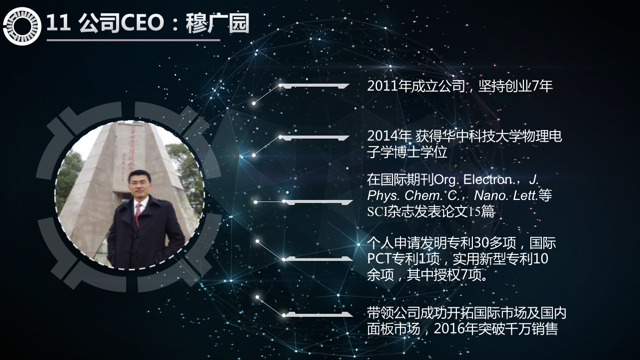 11 公司CEO：穆广园
2011年成立公司，坚持创业7年
2014年 获得华中科技大学物理电
子学博士学位
在国际期刊Org. Electron.，J.
Phys. Chem. C.，Nano. Lett.等
SCI杂志发表论文15篇
个人申请发明专利30多项，国际
PCT专利1项，实用新型专利10
余项，其中授权7项。
带领公司成功开拓国际市场及国内
面板市场，2016年突破千万销售